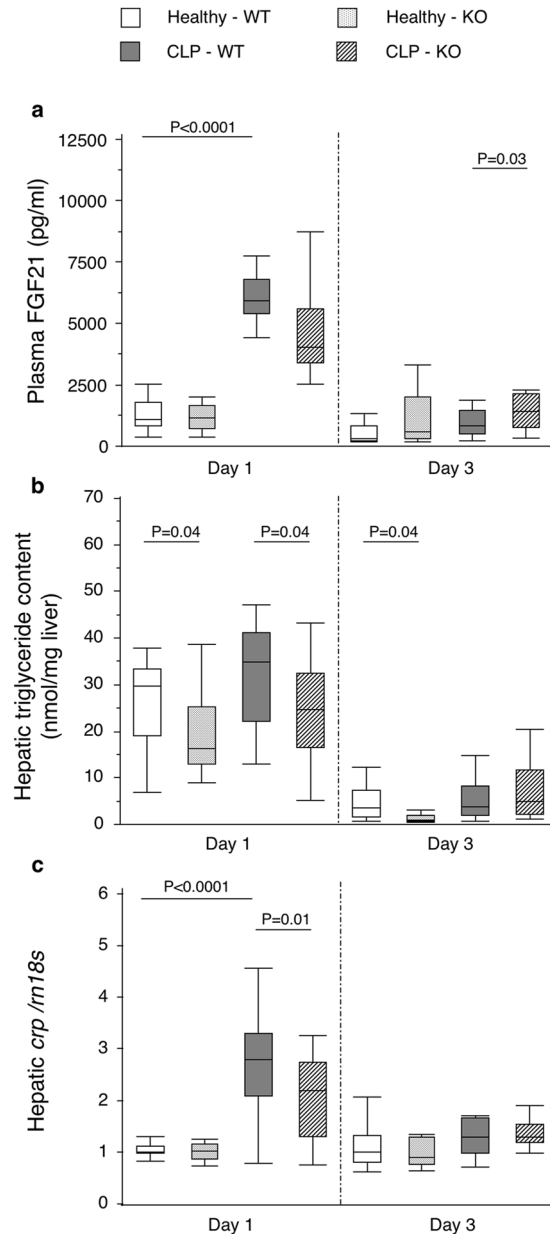 Healthy - WT Healthy - KO
CLP - WT CLP - KO
a
12500
10000
7500
5000
2500
0
Plasma FGF21 (pg/ml)
P<0.0001
P=0.03
Day 1 Day 3
b
70
60
50
40
30
20
10
0
Hepatic triglyceride content
(nmol/mg liver)
P=0.04 P=0.04 P=0.04
Day 1 Day 3
c
6
5
4
3
2
1
0
Hepatic crp /rn18s
P<0.0001
P=0.01
Day 1 Day 3